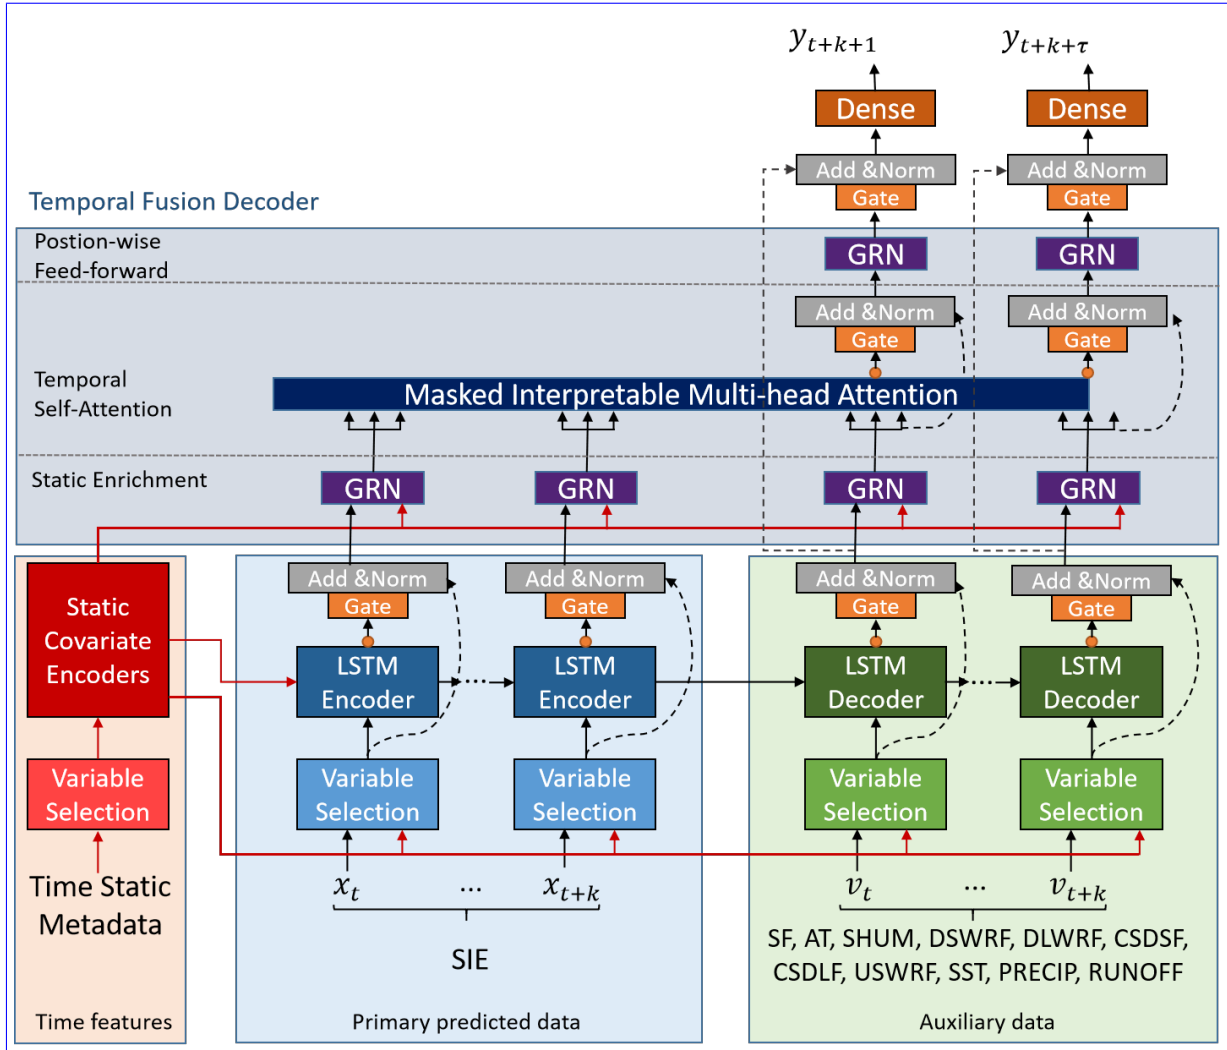 y_{t+k+1} y_{t+k+τ}
Dense Dense
Add &Norm Add &Norm
Gate Gate
Temporal Fusion Decoder
Postion-wise
Feed-forward
GRN GRN
Add &Norm Add &Norm
Gate Gate
Temporal
Self-Attention
Masked Interpretable Multi-head Attention
Static Enrichment
GRN GRN GRN GRN
Static
Covariate
Encoders
Add &Norm Add &Norm Add &Norm Add &Norm
Gate Gate Gate Gate
LSTM
Encoder
...
LSTM
Encoder
LSTM
Decoder
...
LSTM
Decoder
Variable
Selection
Variable
Selection
Variable
Selection
Variable
Selection
Variable
Selection
Time Static
Metadata
x_t ... x_{t+k}
v_t ... v_{t+k}
SIE
SF, AT, SHUM, DSWRF, DLWRF, CSDSF,
CSDLF, USWRF, SST, PRECIP, RUNOFF
Time features
Primary predicted data
Auxiliary data